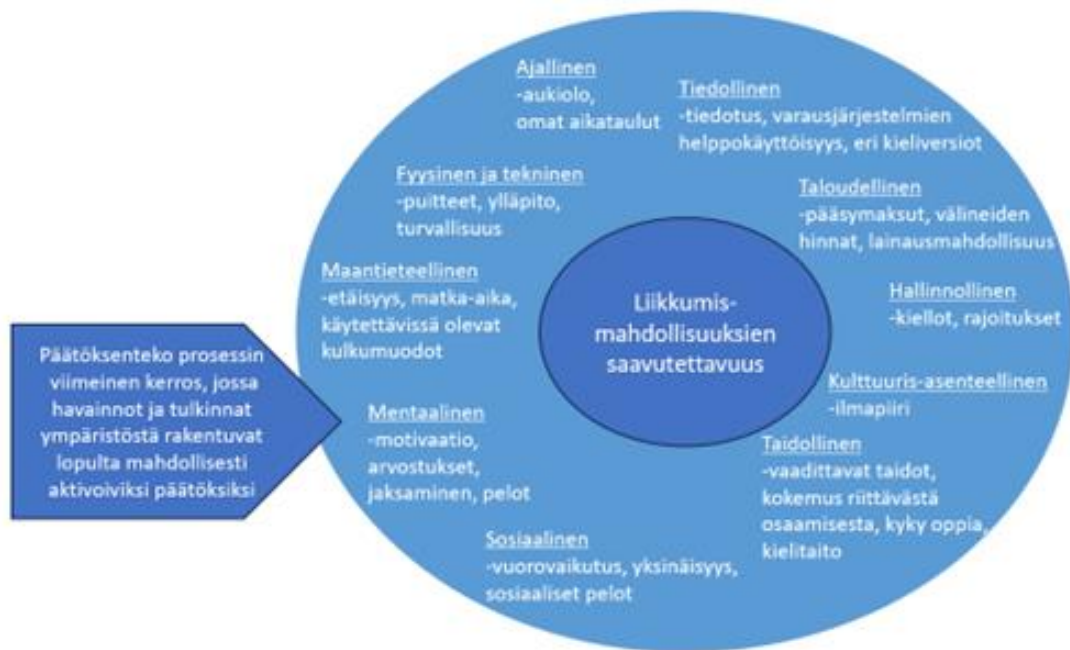 Ajallinen
-aukiolo,
omat aikataulut
Tiedollinen
-tiedotus, varausjärjestelmien
helppokäyttöisyys, eri kieliversiot
Fyysinen ja tekninen
-puitteet, ylläpito,
turvallisuus
Taloudellinen
-pääsymaksut, välineiden
hinnat, lainausmahdollisuus
Maantieteellinen
-etäisyys, matka-aika,
käytettävissä olevat
kulkumuodot
Liikkumis-
mahdollisuuksien
saavutettavuus
Hallinnollinen
-kiellot, rajoitukset
Päätöksenteko prosessin
viimeinen kerros, jossa
havainnot ja tulkinnat
ympäristöstä rakentuvat
lopulta mahdollisesti
aktivoiviksi päätöksiksi
Kulttuuris-asenteellinen
-ilmapiiri
Mentaalinen
-motivaatio,
arvostukset,
jaksaminen, pelot
Taidollinen
-vaadittavat taidot,
kokemus riittävästä
osaamisesta, kyky oppia,
kielitaito
Sosiaalinen
-vuorovaikutus, yksinäisyys,
sosiaaliset pelot